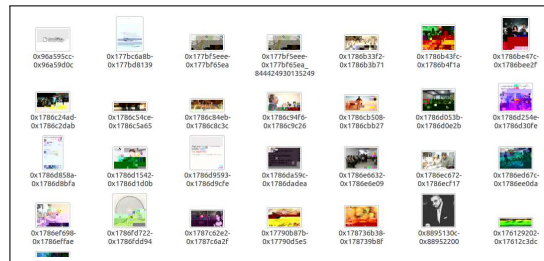 0x96a595cc- 0x177bc6a8b- 0x177bf5eee- 0x177bf5eee- 0x1786b33f2- 0x1786b43fc- 0x1786be47c-
0x96a59d0c 0x177bd8139 0x177bf65ea 0x177bf65ea_ 0x1786b3b71 0x1786b4f1a 0x1786bee2f
844424930135249
0x1786c24ad- 0x1786c54ce- 0x1786c84eb- 0x1786c94f6- 0x1786cb508- 0x1786d053b- 0x1786d254e-
0x1786c2dab 0x1786c5a65 0x1786c8c3c 0x1786c9c26 0x1786cbb27 0x1786d0e2b 0x1786d30fe
0x1786d858a- 0x1786d1542- 0x1786d9593- 0x1786da59c- 0x1786e6632- 0x1786ec672- 0x1786ed67c-
0x1786d8bfa 0x1786d1d0b 0x1786d9cfe 0x1786dadea 0x1786e6e09 0x1786ecf17 0x1786ee0da
0x1786ef698- 0x1786fd722- 0x1787c62e2- 0x17790b87b- 0x178736b38- 0x8895130c- 0x176129202-
0x1786effae 0x1786fdd94 0x1787c6a2f 0x17790d5e5 0x178739b8f 0x88952200 0x17612c3dc